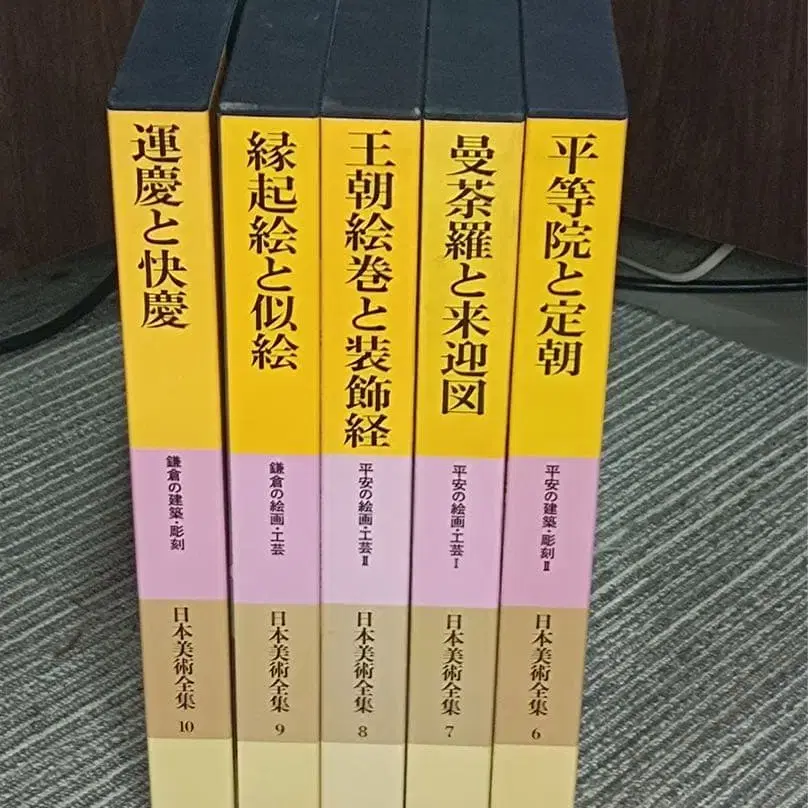 運慶と快慶
鎌倉の建築・彫刻
日本美術全集
10
縁起絵と似絵
鎌倉の絵画・工芸
日本美術全集
9
王朝絵巻と装飾経
平安の絵画・工芸Ⅱ
日本美術全集
8
曼荼羅と来迎図
平安の絵画・工芸Ⅰ
日本美術全集
7
平等院と定朝
平安の建築・彫刻Ⅱ
日本美術全集
6